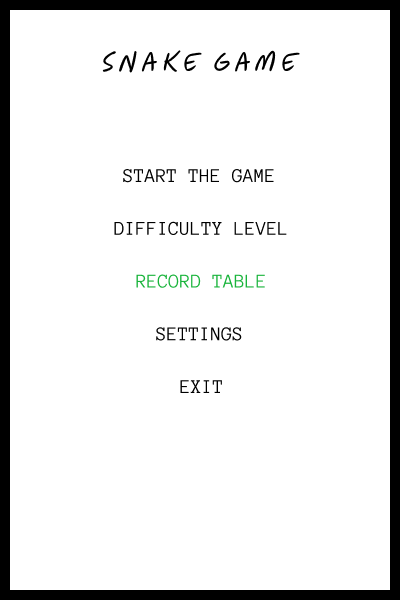 SNAKE GAME
START THE GAME
DIFFICULTY LEVEL
RECORD TABLE
SETTINGS
EXIT